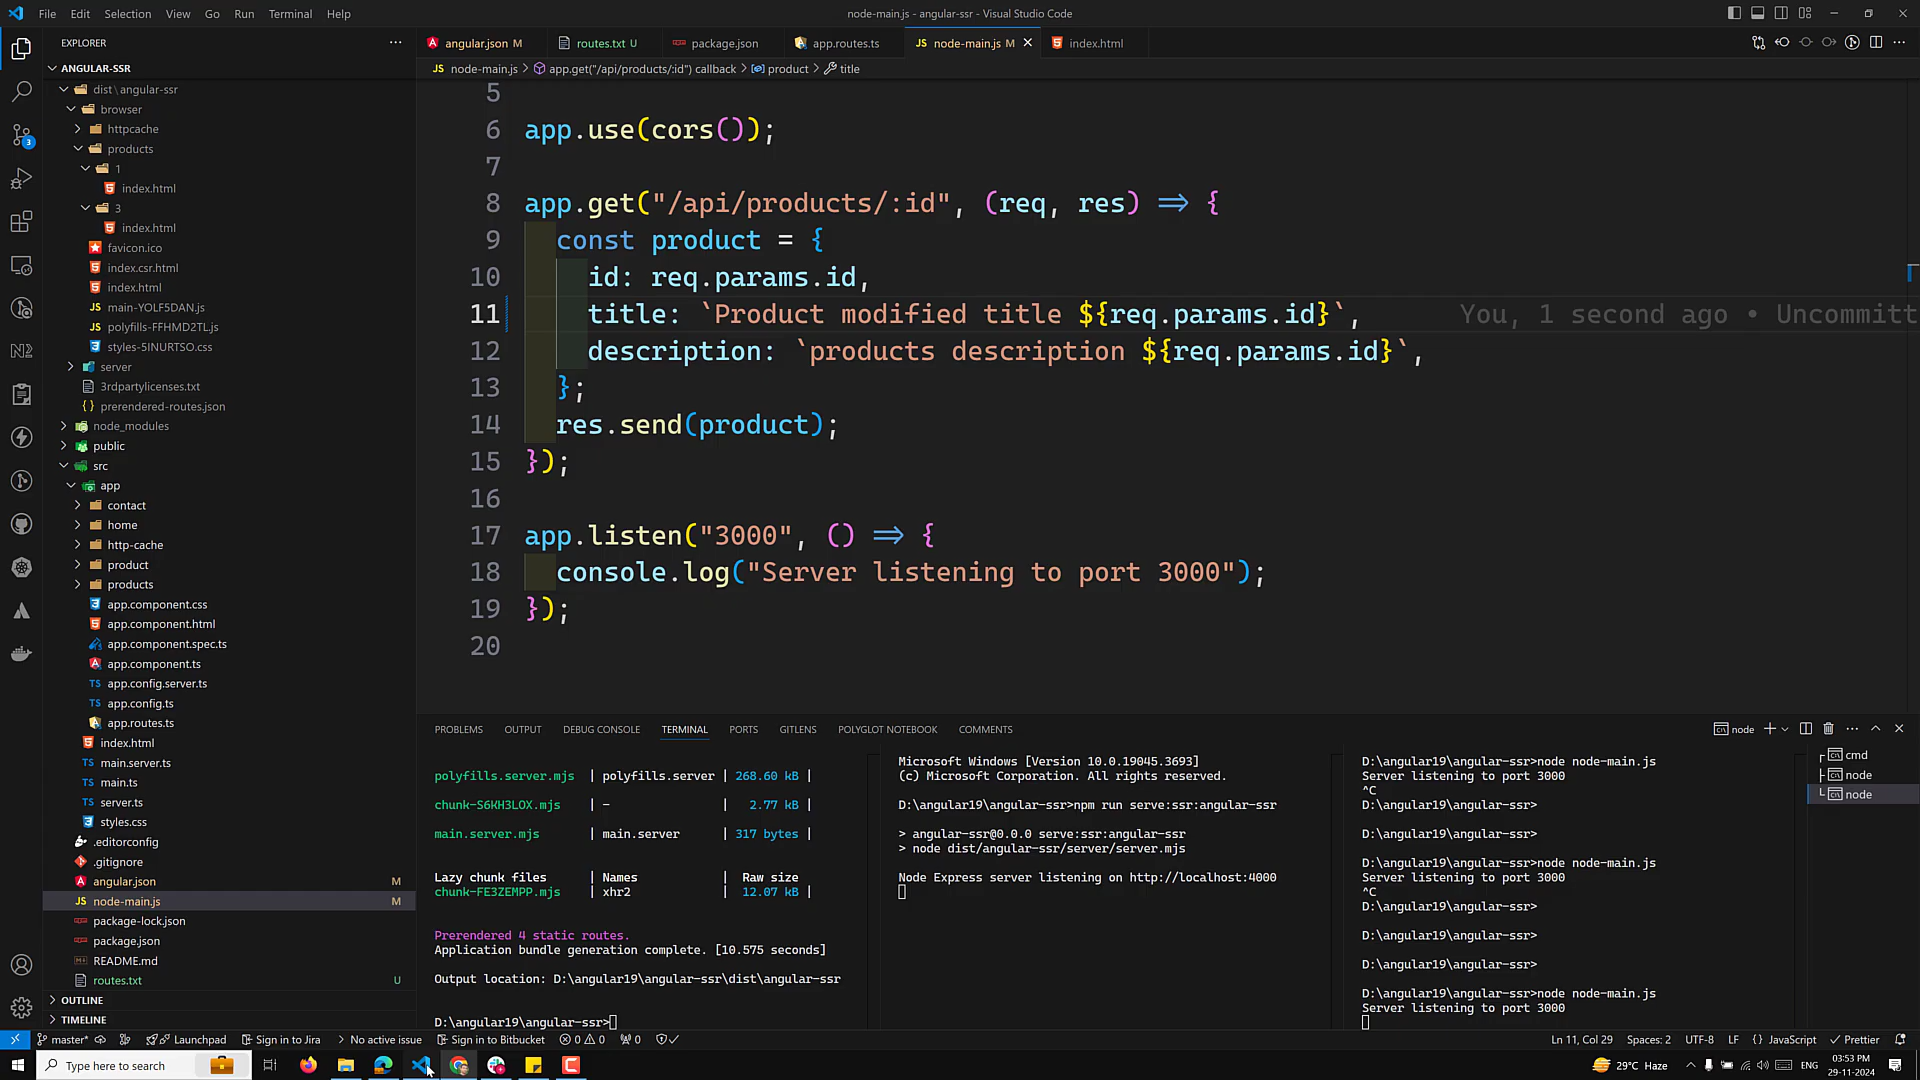 File Edit Selection View Go Run Terminal Help
node-main.js - angular-ssr - Visual Studio Code
EXPLORER
angular.json M
routes.txt U
package.json
app.routes.ts
node-main.js M
index.html
ANGULAR-SSR
node-main.js > app.get("/api/products/:id") callback > product > title
dist\angular-ssr
browser
httpcache
products
1
index.html
3
index.html
favicon.ico
index.csr.html
index.html
main-YOLF5DAN.js
polyfills-FFHMD2TL.js
styles-5INURTSO.css
server
3rdpartylicenses.txt
prerendered-routes.json
node_modules
public
src
app
contact
home
http-cache
product
products
app.component.css
app.component.html
app.component.spec.ts
app.component.ts
app.config.server.ts
app.config.ts
app.routes.ts
index.html
main.server.ts
main.ts
server.ts
styles.css
.editorconfig
.gitignore
angular.json M
node-main.js M
package-lock.json
package.json
README.md
routes.txt U
OUTLINE
TIMELINE
5
6 app.use(cors());
7
8 app.get("/api/products/:id", (req, res) => {
9 const product = {
10 id: req.params.id,
11 title: `Product modified title ${req.params.id}`, You, 1 second ago • Uncommitt
12 description: `products description ${req.params.id}`,
13 };
14 res.send(product);
15 });
16
17 app.listen("3000", () => {
18 console.log("Server listening to port 3000");
19 });
20
PROBLEMS OUTPUT DEBUG CONSOLE TERMINAL PORTS GITLENS POLYGLOT NOTEBOOK COMMENTS
node
polyfills.server.mjs | polyfills.server | 268.60 kB |
chunk-S6KH3LOX.mjs | - | 2.77 kB |
main.server.mjs | main.server | 317 bytes |
Lazy chunk files | Names | Raw size
chunk-FE3ZEMPP.mjs | xhr2 | 12.07 kB |
Prerendered 4 static routes.
Application bundle generation complete. [10.575 seconds]
Output location: D:\angular19\angular-ssr\dist\angular-ssr
D:\angular19\angular-ssr>
Microsoft Windows [Version 10.0.19045.3693]
(c) Microsoft Corporation. All rights reserved.
D:\angular19\angular-ssr>npm run serve:ssr:angular-ssr
> angular-ssr@0.0.0 serve:ssr:angular-ssr
> node dist/angular-ssr/server/server.mjs
Node Express server listening on http://localhost:4000
D:\angular19\angular-ssr>node node-main.js
Server listening to port 3000
^C
D:\angular19\angular-ssr>
D:\angular19\angular-ssr>
D:\angular19\angular-ssr>node node-main.js
Server listening to port 3000
^C
D:\angular19\angular-ssr>
D:\angular19\angular-ssr>
D:\angular19\angular-ssr>
D:\angular19\angular-ssr>node node-main.js
Server listening to port 3000
cmd
node
node
master* Launchpad Sign in to Jira No active issue Sign in to Bitbucket 0 0 0
Ln 11, Col 29 Spaces: 2 UTF-8 LF JavaScript Prettier
Type here to search
29°C Haze
ENG
03:53 PM
29-11-2024